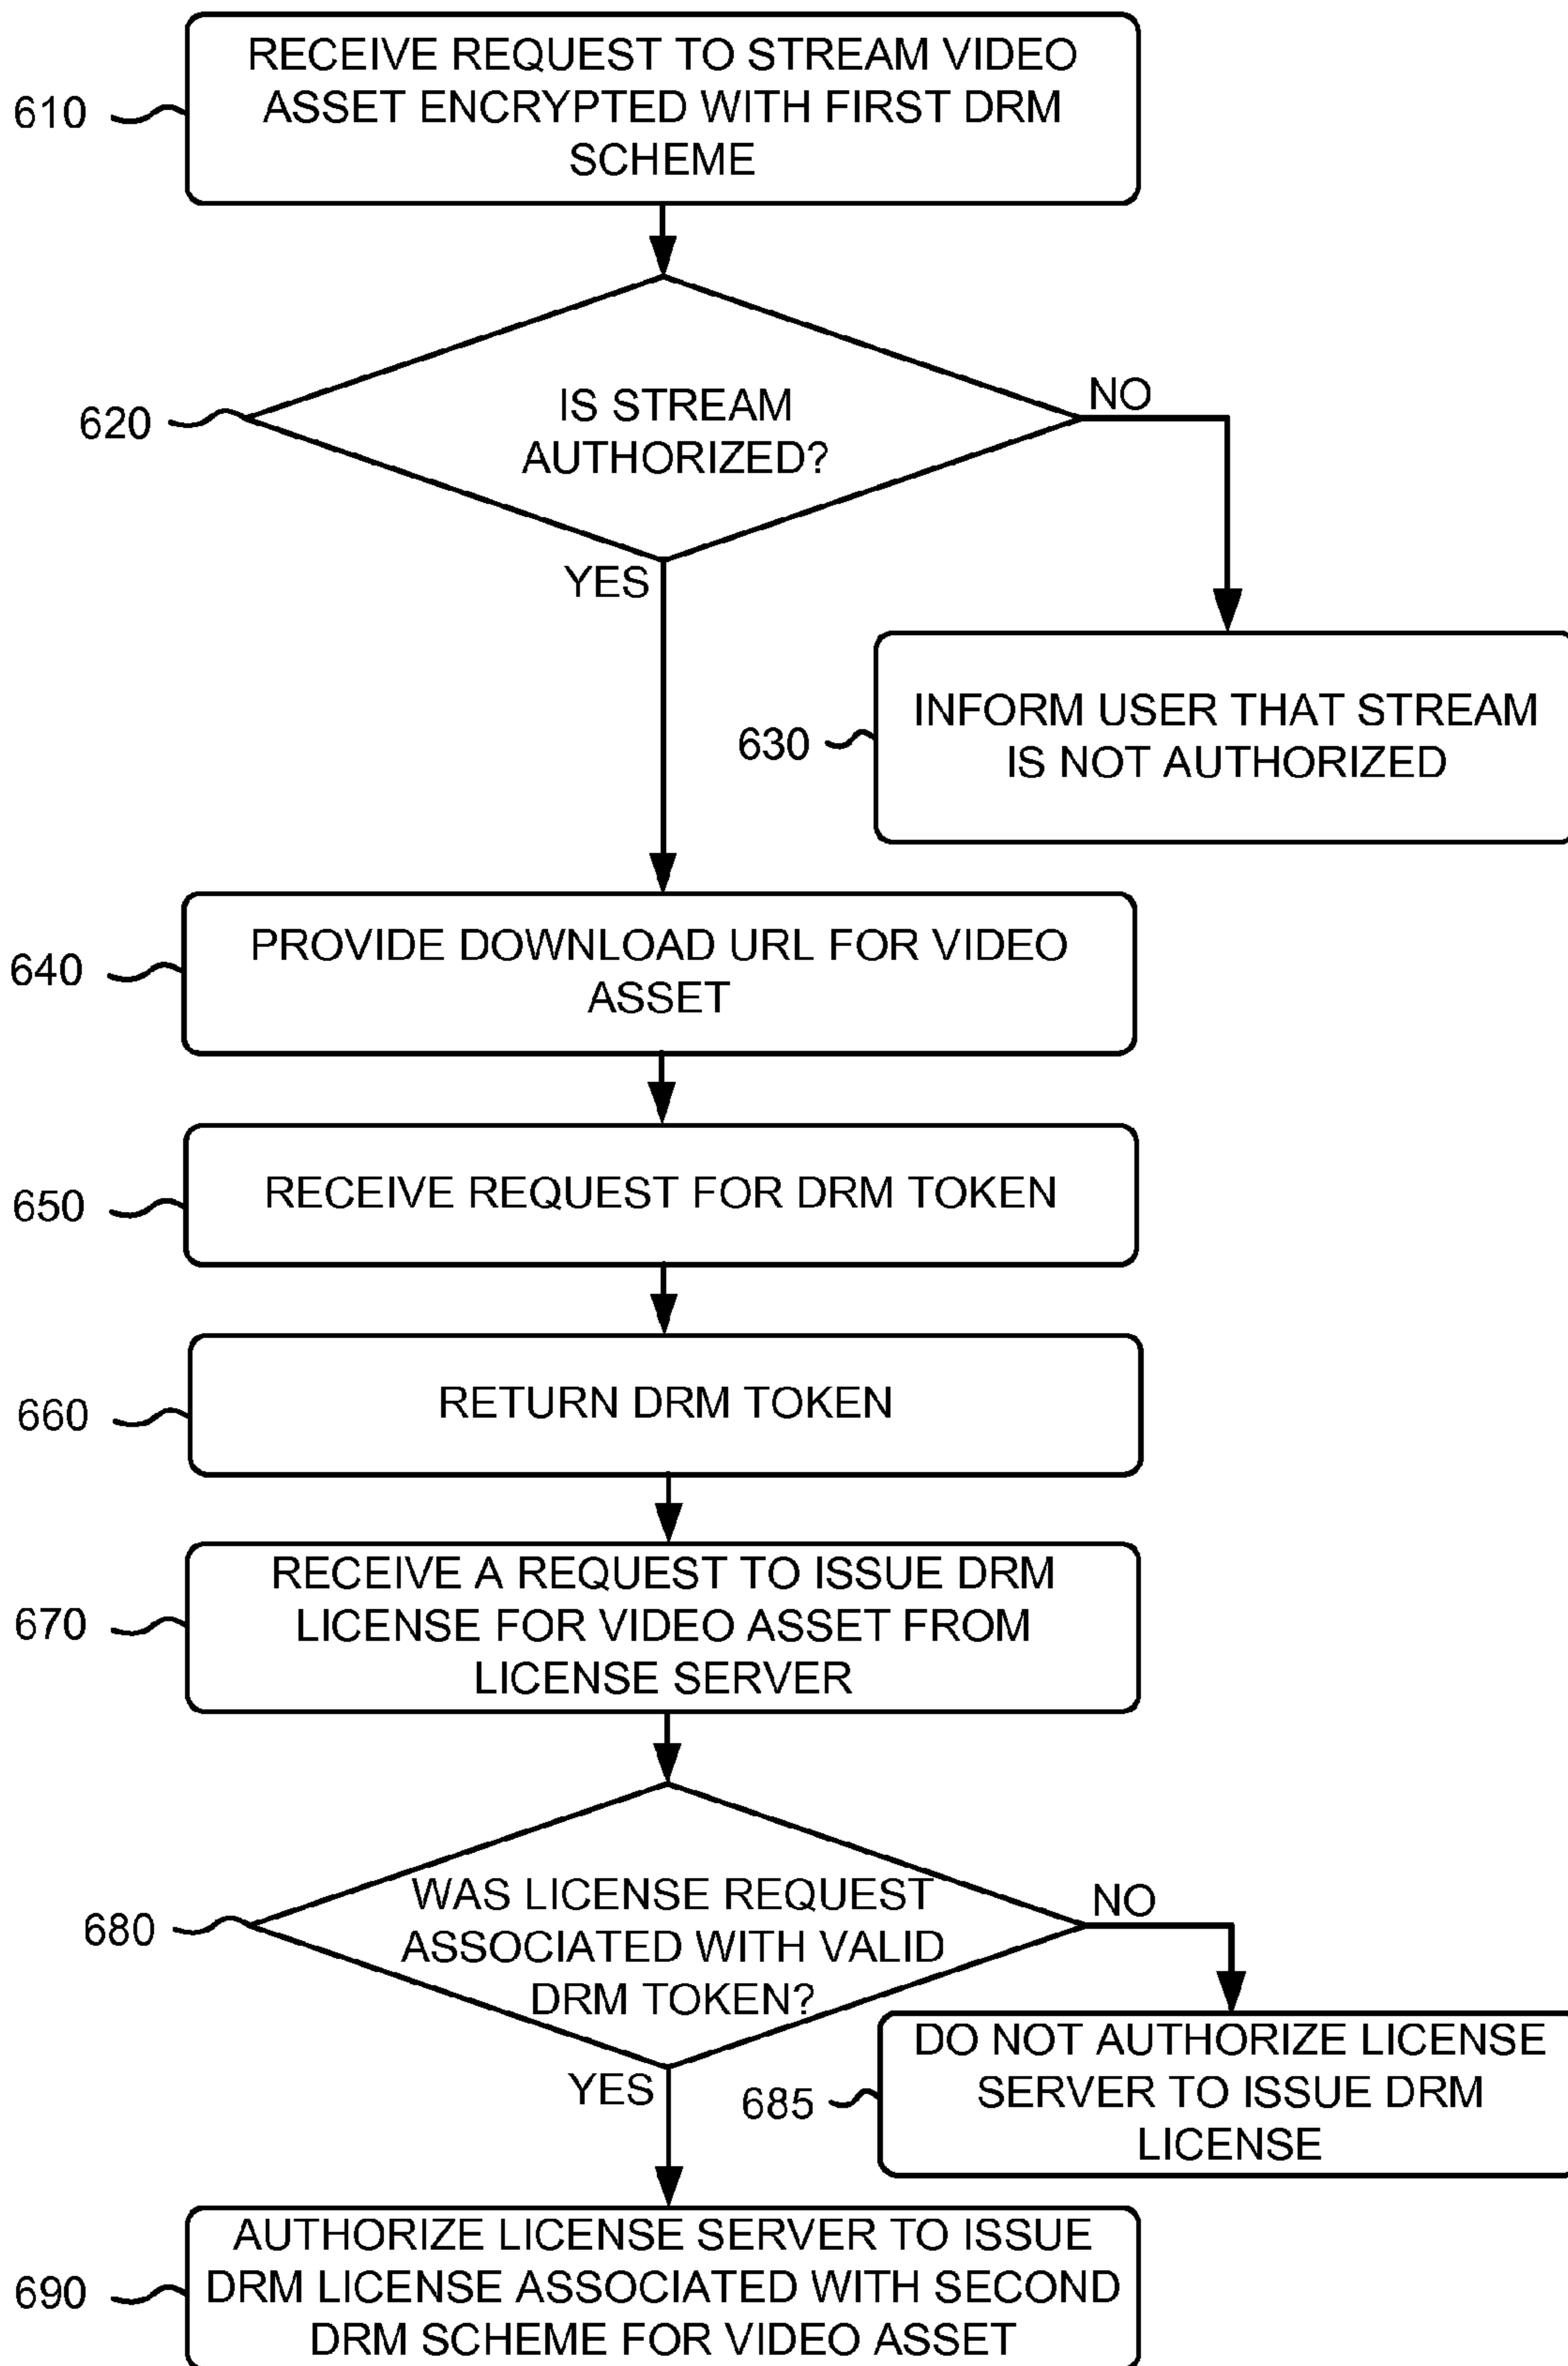 610
RECEIVE REQUEST TO STREAM VIDEO
ASSET ENCRYPTED WITH FIRST DRM
SCHEME
620
IS STREAM
AUTHORIZED?
NO
YES
630
INFORM USER THAT STREAM
IS NOT AUTHORIZED
640
PROVIDE DOWNLOAD URL FOR VIDEO
ASSET
650
RECEIVE REQUEST FOR DRM TOKEN
660
RETURN DRM TOKEN
670
RECEIVE A REQUEST TO ISSUE DRM
LICENSE FOR VIDEO ASSET FROM
LICENSE SERVER
680
WAS LICENSE REQUEST
ASSOCIATED WITH VALID
DRM TOKEN?
NO
YES
685
DO NOT AUTHORIZE LICENSE
SERVER TO ISSUE DRM
LICENSE
690
AUTHORIZE LICENSE SERVER TO ISSUE
DRM LICENSE ASSOCIATED WITH SECOND
DRM SCHEME FOR VIDEO ASSET